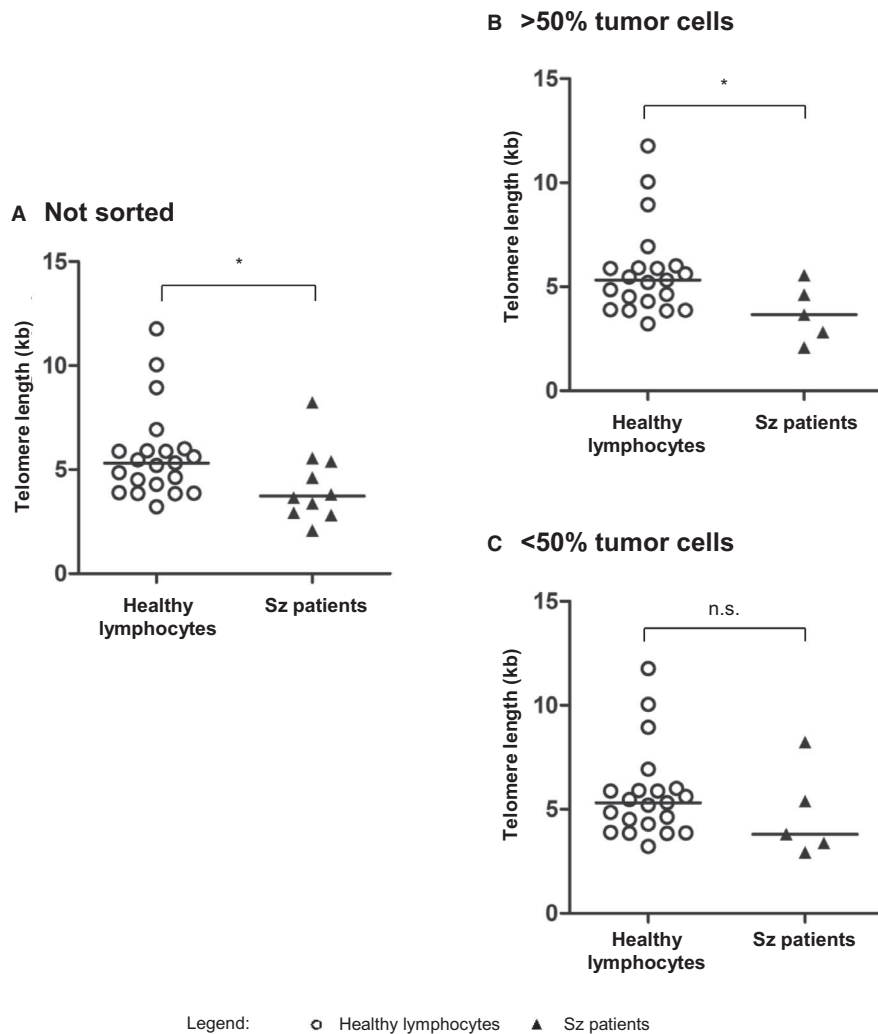 A Not sorted
Telomere length (kb)
15
10
5
0
*
Healthy
lymphocytes
Sz patients
B >50% tumor cells
Telomere length (kb)
15
10
5
0
*
Healthy
lymphocytes
Sz patients
C <50% tumor cells
Telomere length (kb)
15
10
5
0
n.s.
Healthy
lymphocytes
Sz patients
Legend: Healthy lymphocytes Sz patients